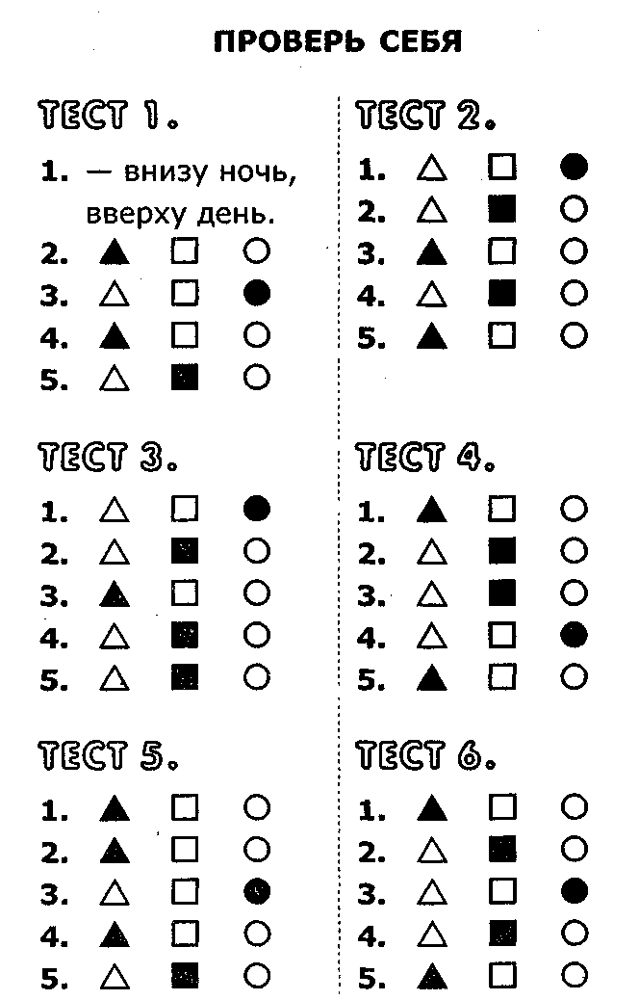 ПРОВЕРЬ СЕБЯ
ТЕСТ 1.
1. — внизу ночь,
вверху день.
2. ▲ □ ○
3. △ □ ●
4. ▲ □ ○
5. △ ■ ○
ТЕСТ 2.
1. △ □ ●
2. △ ■ ○
3. ▲ □ ○
4. △ ■ ○
5. ▲ □ ○
ТЕСТ 3.
1. △ □ ●
2. △ ■ ○
3. ▲ □ ○
4. △ ■ ○
5. △ ■ ○
ТЕСТ 4.
1. ▲ □ ○
2. △ ■ ○
3. △ ■ ○
4. △ □ ●
5. ▲ □ ○
ТЕСТ 5.
1. ▲ □ ○
2. ▲ □ ○
3. △ □ ●
4. ▲ □ ○
5. △ ■ ○
ТЕСТ 6.
1. ▲ □ ○
2. △ ■ ○
3. △ □ ●
4. △ ■ ○
5. ▲ □ ○